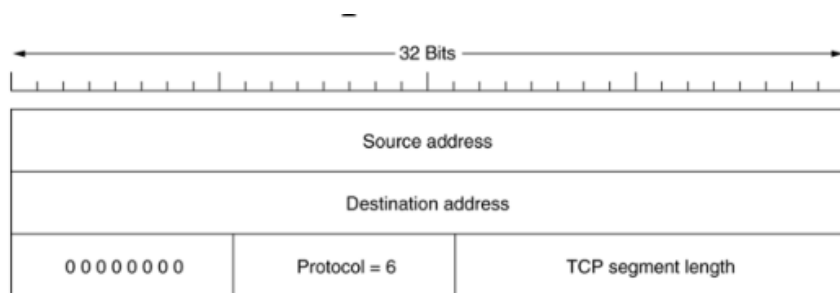 32 Bits
Source address
Destination address
0 0 0 0 0 0 0 0 Protocol = 6 TCP segment length